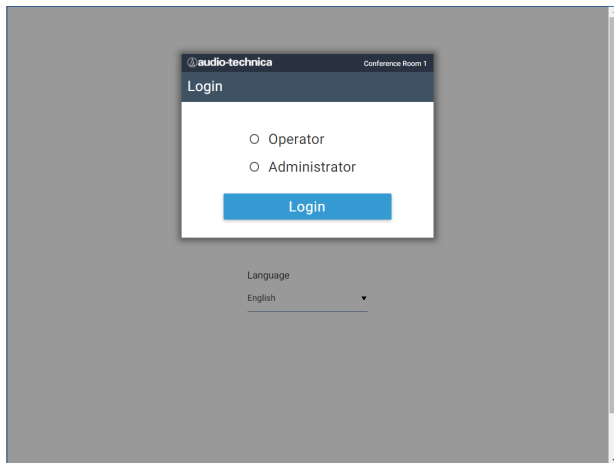 audio-technica
Conference Room 1
Login
Operator
Administrator
Login
Language
English